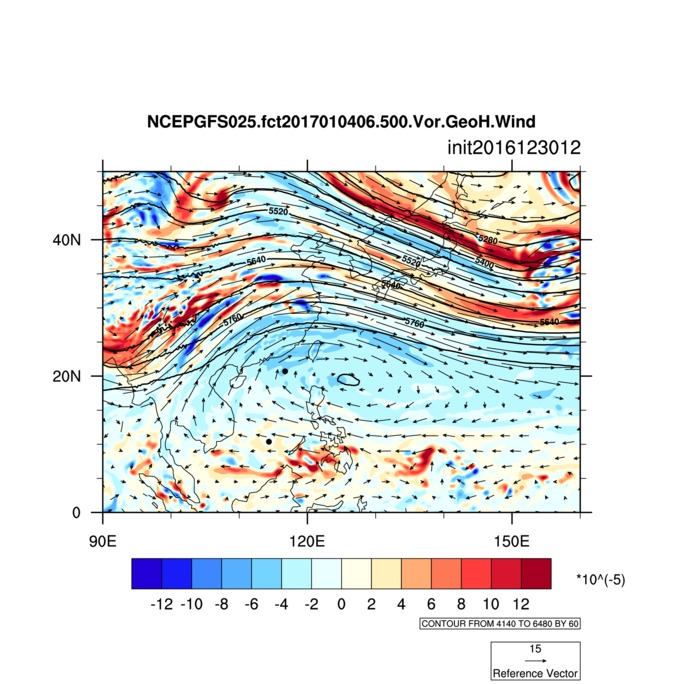 NCEPGFS025.fct2017010406.500.Vor.GeoH.Wind
init2016123012
5520
5280
40N
5640
5520
5400
5640
5760
5760
5640
20N
0
90E 120E 150E
-12 -10 -8 -6 -4 -2 0 2 4 6 8 10 12
*10^(-5)
CONTOUR FROM 4140 TO 6480 BY 60
15
Reference Vector